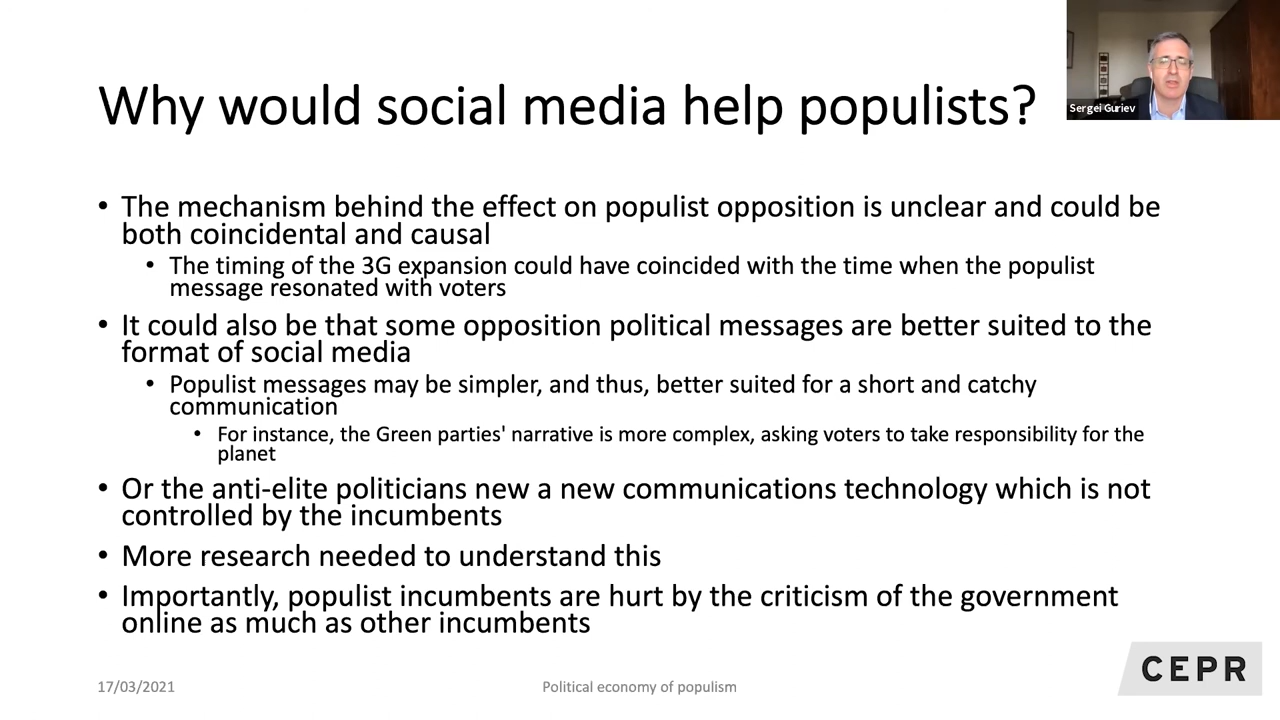 Why would social media help populists?
Sergei Guriev
• The mechanism behind the effect on populist opposition is unclear and could be
both coincidental and causal
• The timing of the 3G expansion could have coincided with the time when the populist
message resonated with voters
• It could also be that some opposition political messages are better suited to the
format of social media
• Populist messages may be simpler, and thus, better suited for a short and catchy
communication
• For instance, the Green parties' narrative is more complex, asking voters to take responsibility for the
planet
• Or the anti-elite politicians new a new communications technology which is not
controlled by the incumbents
• More research needed to understand this
• Importantly, populist incumbents are hurt by the criticism of the government
online as much as other incumbents
17/03/2021
Political economy of populism
CEPR